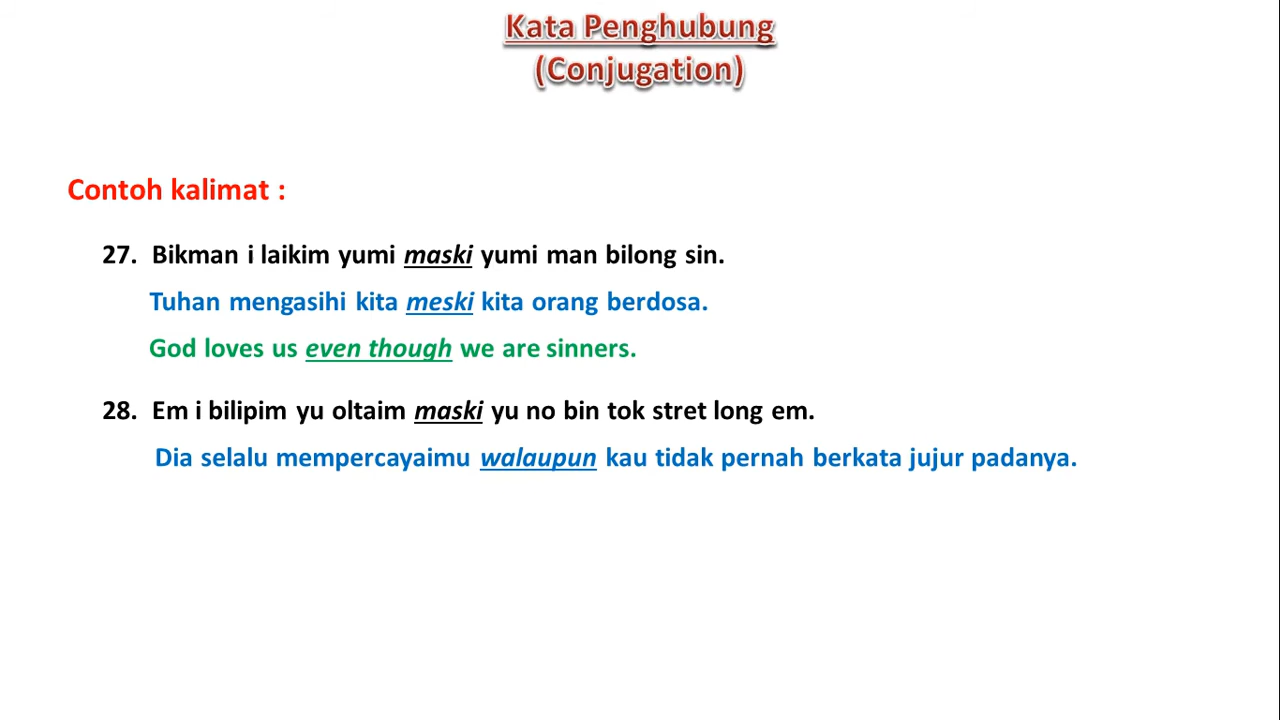 Kata Penghubung
(Conjugation)
Contoh kalimat :
27. Bikman i laikim yumi maski yumi man bilong sin.
Tuhan mengasihi kita meski kita orang berdosa.
God loves us even though we are sinners.
28. Em i bilipim yu oltaim maski yu no bin tok stret long em.
Dia selalu mempercayaimu walaupun kau tidak pernah berkata jujur padanya.